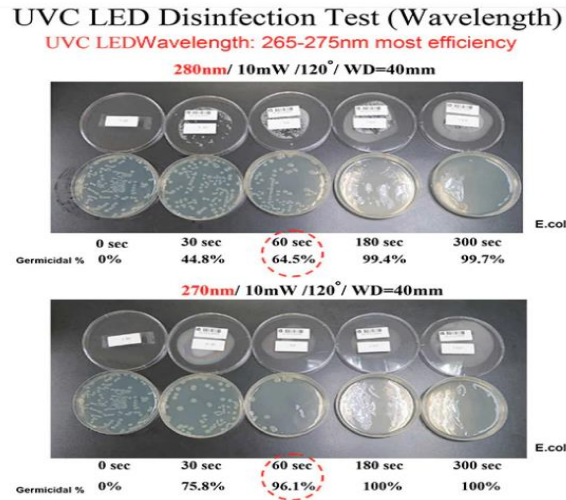 UVC LED Disinfection Test (Wavelength)
UVC LEDWavelength: 265-275nm most efficiency
280nm/ 10mW /120°/ WD=40mm
E.col
0 sec 30 sec 60 sec 180 sec 300 sec
Germicidal % 0% 44.8% 64.5% 99.4% 99.7%
270nm/ 10mW /120°/ WD=40mm
E.col
0 sec 30 sec 60 sec 180 sec 300 sec
Germicidal % 0% 75.8% 96.1% 100% 100%